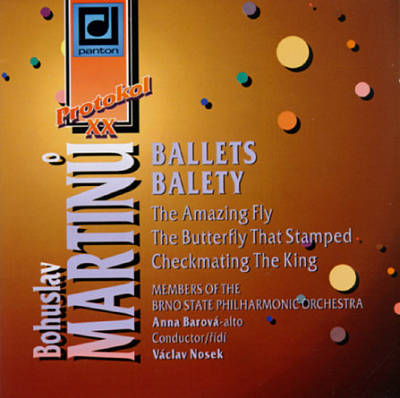 panton
Protokol
XX
Bohuslav
MARTINŮ
BALLETS
BALETY
The Amazing Fly
The Butterfly That Stamped
Checkmating The King
MEMBERS OF THE
BRNO STATE PHILHARMONIC ORCHESTRA
Anna Barová-alto
Conductor/řídí
Václav Nosek